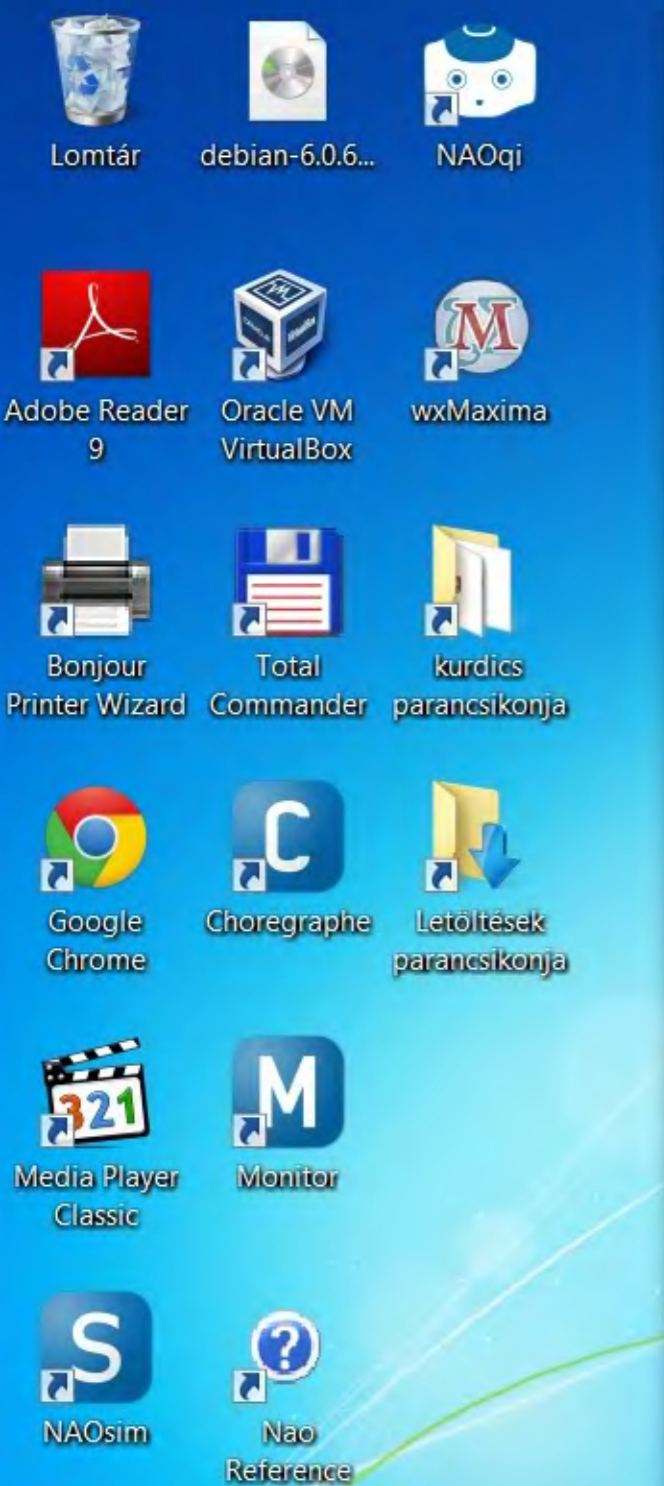 Lomtár
debian-6.0.6...
NAOqi
Adobe Reader
9
Oracle VM
VirtualBox
wxMaxima
Bonjour
Printer Wizard
Total
Commander
kurdics
parancsikonja
Google
Chrome
C
Choregraphe
Letöltések
parancsikonja
321
Media Player
Classic
M
Monitor
S
NAOsim
Nao
Reference